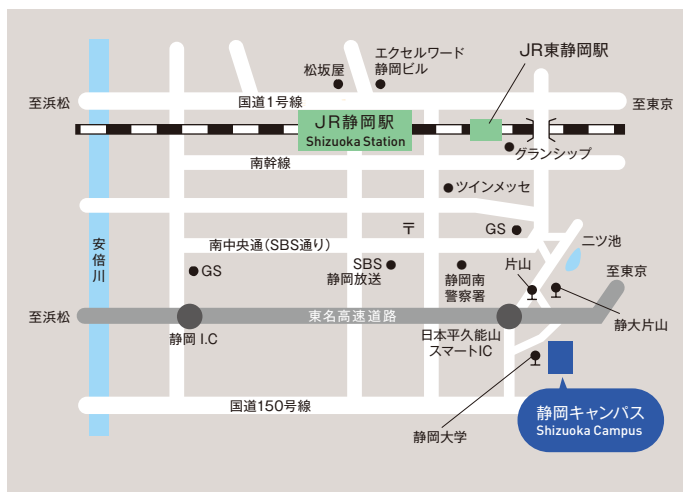 エクセルワード
静岡ビル
松坂屋
JR東静岡駅
至浜松
国道1号線
至東京
JR静岡駅
Shizuoka Station
グランシップ
南幹線
ツインメッセ
〒
GS
南中央通（SBS通り）
二ツ池
安倍川
GS
SBS
静岡放送
静岡南
警察署
片山
至東京
至浜松
東名高速道路
静岡 I.C
日本平久能山
スマートIC
静大片山
国道150号線
静岡大学
静岡キャンパス
Shizuoka Campus